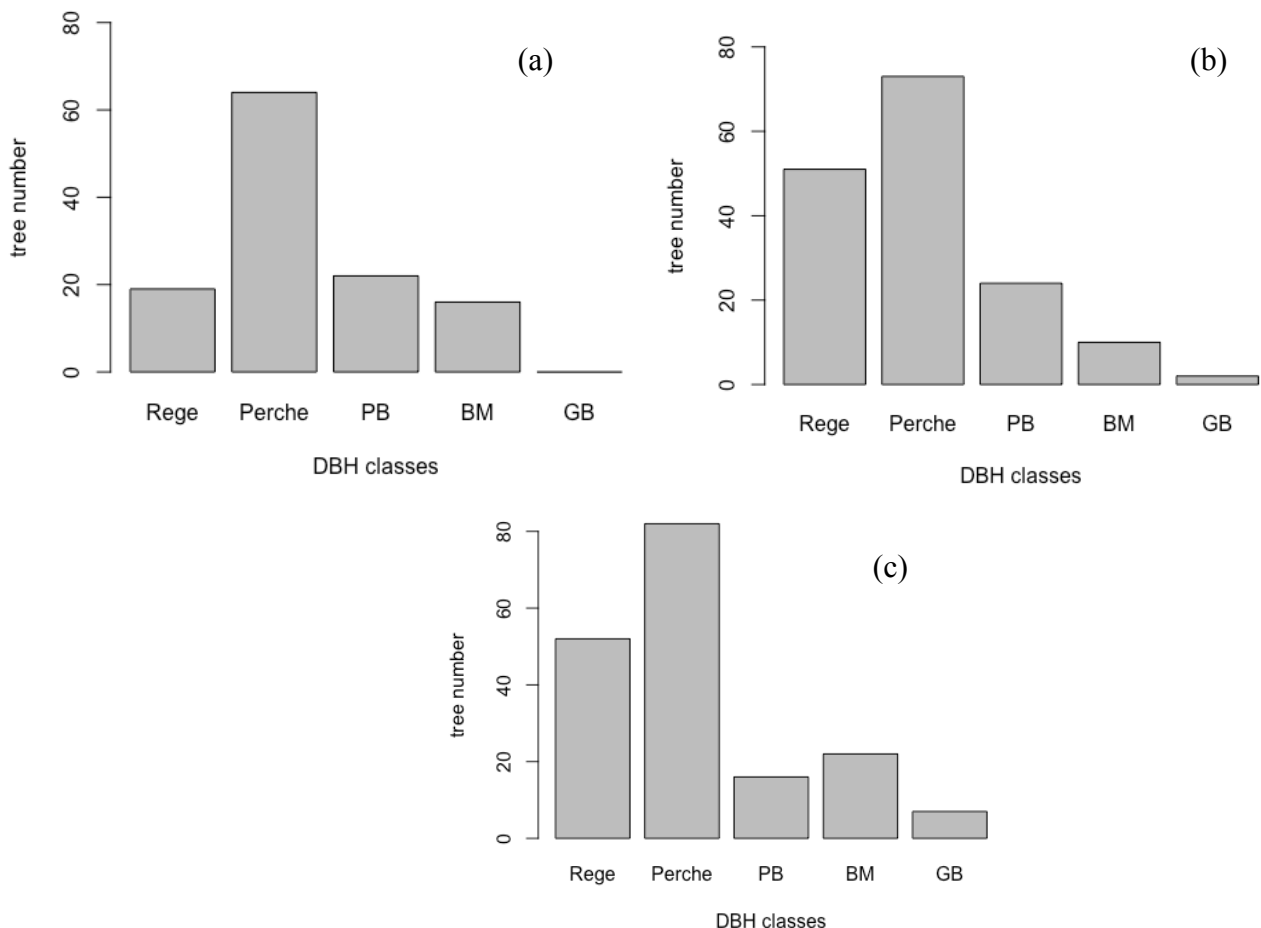 (a)
80
60
40
20
0
tree number
Rege Perche PB BM GB
DBH classes
(b)
80
60
40
20
0
tree number
Rege Perche PB BM GB
DBH classes
(c)
80
60
40
20
0
tree number
Rege Perche PB BM GB
DBH classes